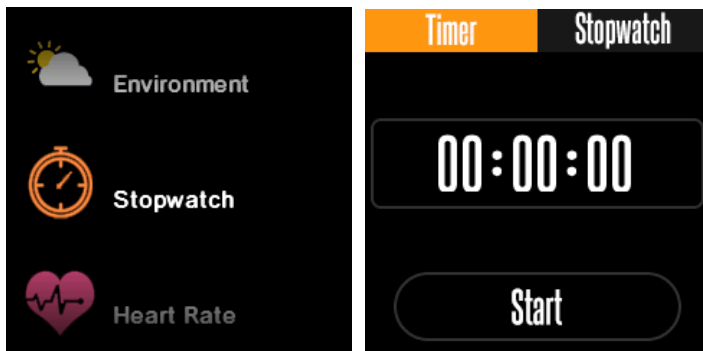 Environment
Stopwatch
Heart Rate
Timer
Stopwatch
00:00:00
Start